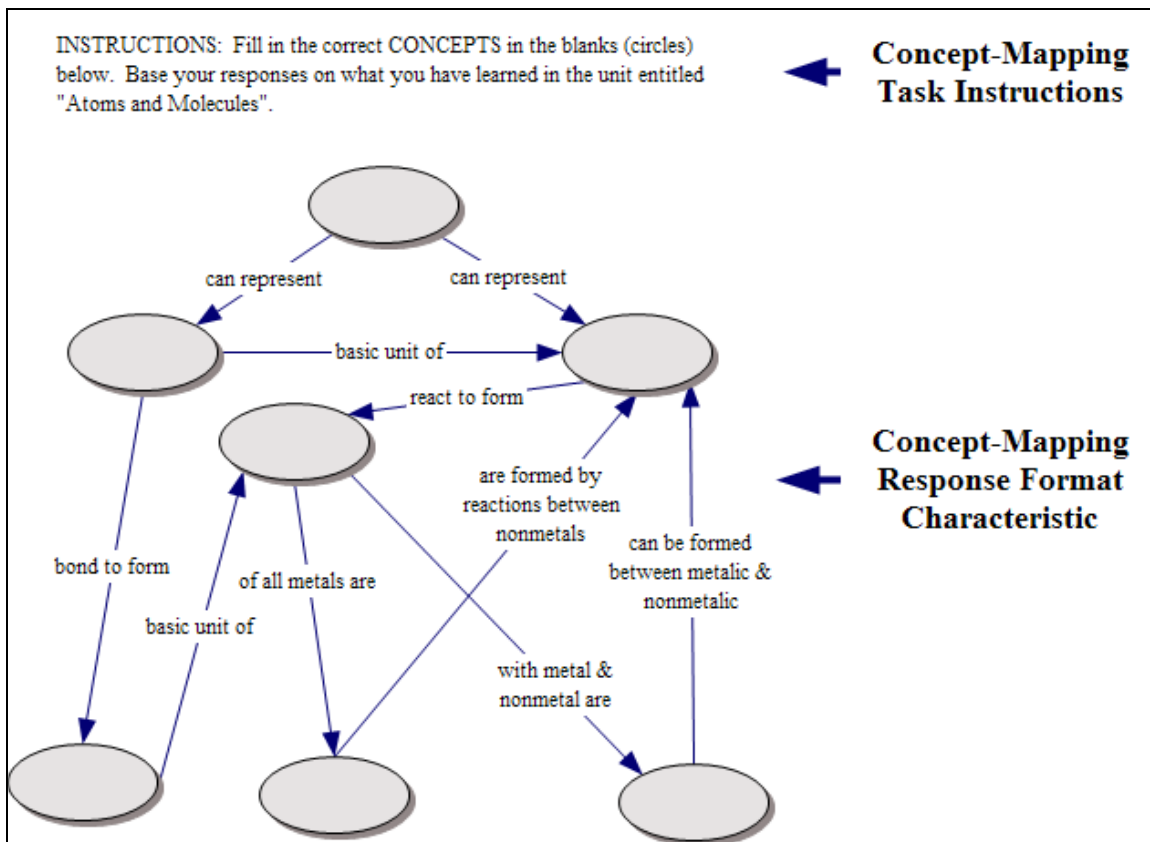 INSTRUCTIONS: Fill in the correct CONCEPTS in the blanks (circles)
below. Base your responses on what you have learned in the unit entitled
"Atoms and Molecules".
Concept-Mapping
Task Instructions
can represent
can represent
basic unit of
react to form
Concept-Mapping
Response Format
Characteristic
are formed by
reactions between
nonmetals
can be formed
between metalic &
nonmetalic
bond to form
of all metals are
basic unit of
with metal &
nonmetal are